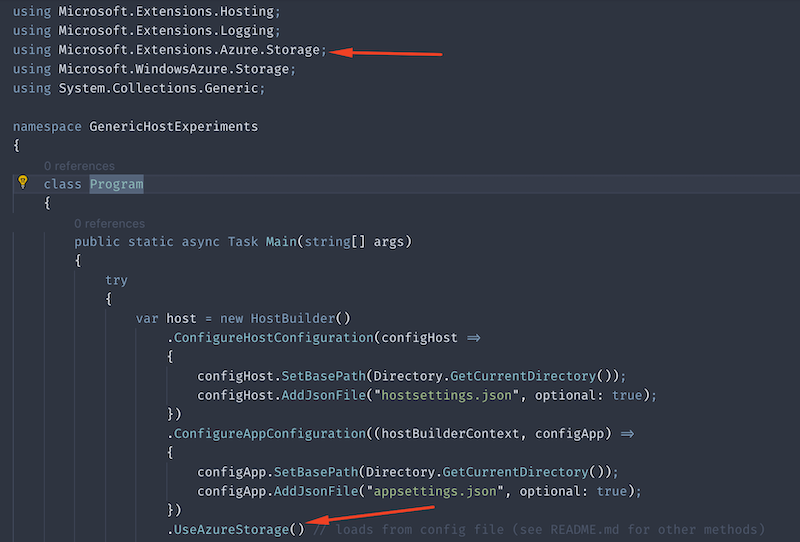 using Microsoft.Extensions.Hosting;
using Microsoft.Extensions.Logging;
using Microsoft.Extensions.Azure.Storage;
using Microsoft.WindowsAzure.Storage;
using System.Collections.Generic;
namespace GenericHostExperiments
{
0 references
class Program
{
0 references
public static async Task Main(string[] args)
{
try
{
var host = new HostBuilder()
.ConfigureHostConfiguration(configHost =>
{
configHost.SetBasePath(Directory.GetCurrentDirectory());
configHost.AddJsonFile("hostsettings.json", optional: true);
})
.ConfigureAppConfiguration((hostBuilderContext, configApp) =>
{
configApp.SetBasePath(Directory.GetCurrentDirectory());
configApp.AddJsonFile("appsettings.json", optional: true);
})
.UseAzureStorage() // loads from config file (see README.md for other methods)